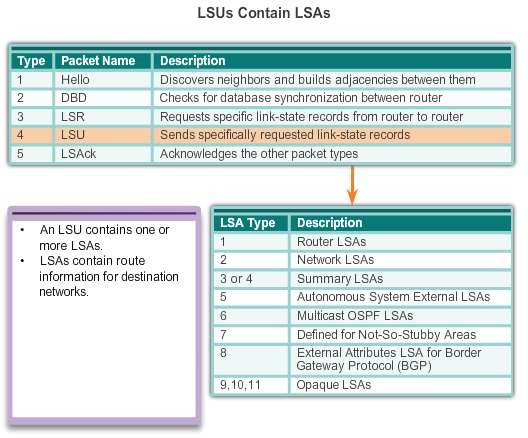 LSUs Contain LSAs
Type Packet Name Description
1 Hello Discovers neighbors and builds adjacencies between them
2 DBD Checks for database synchronization between router
3 LSR Requests specific link-state records from router to router
4 LSU Sends specifically requested link-state records
5 LSAck Acknowledges the other packet types
• An LSU contains one or
more LSAs.
• LSAs contain route
information for destination
networks.
LSA Type Description
1 Router LSAs
2 Network LSAs
3 or 4 Summary LSAs
5 Autonomous System External LSAs
6 Multicast OSPF LSAs
7 Defined for Not-So-Stubby Areas
8 External Attributes LSA for Border
Gateway Protocol (BGP)
9,10,11 Opaque LSAs